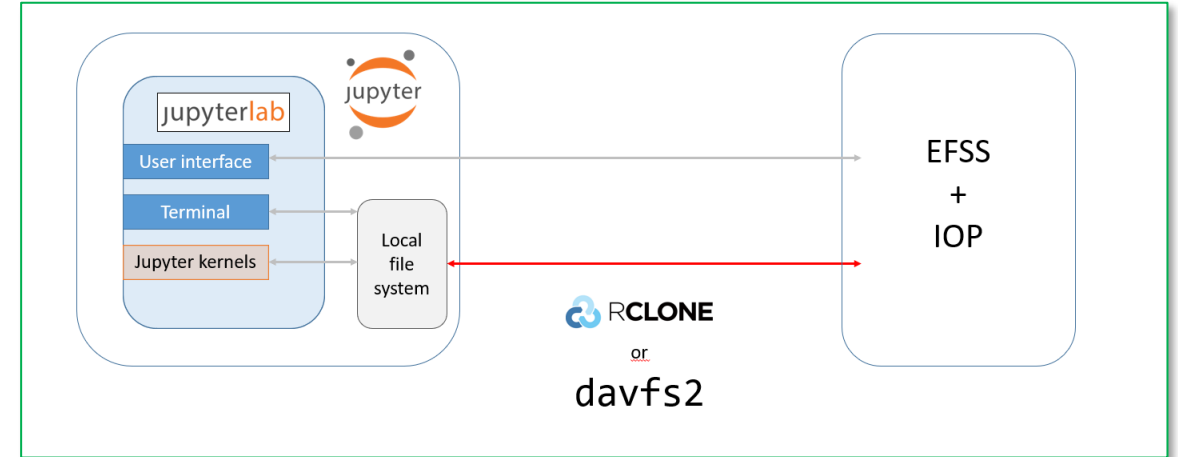 jupyterlab
jupyter
User interface
Terminal
Jupyter kernels
Local
file
system
RCLONE
or
davfs2
EFSS
+
IOP